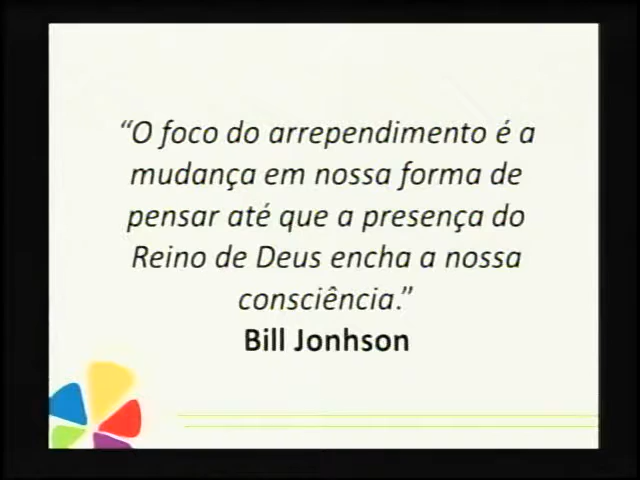 “O foco do arrependimento é a
mudança em nossa forma de
pensar até que a presença do
Reino de Deus encha a nossa
consciência.”
Bill Jonhson